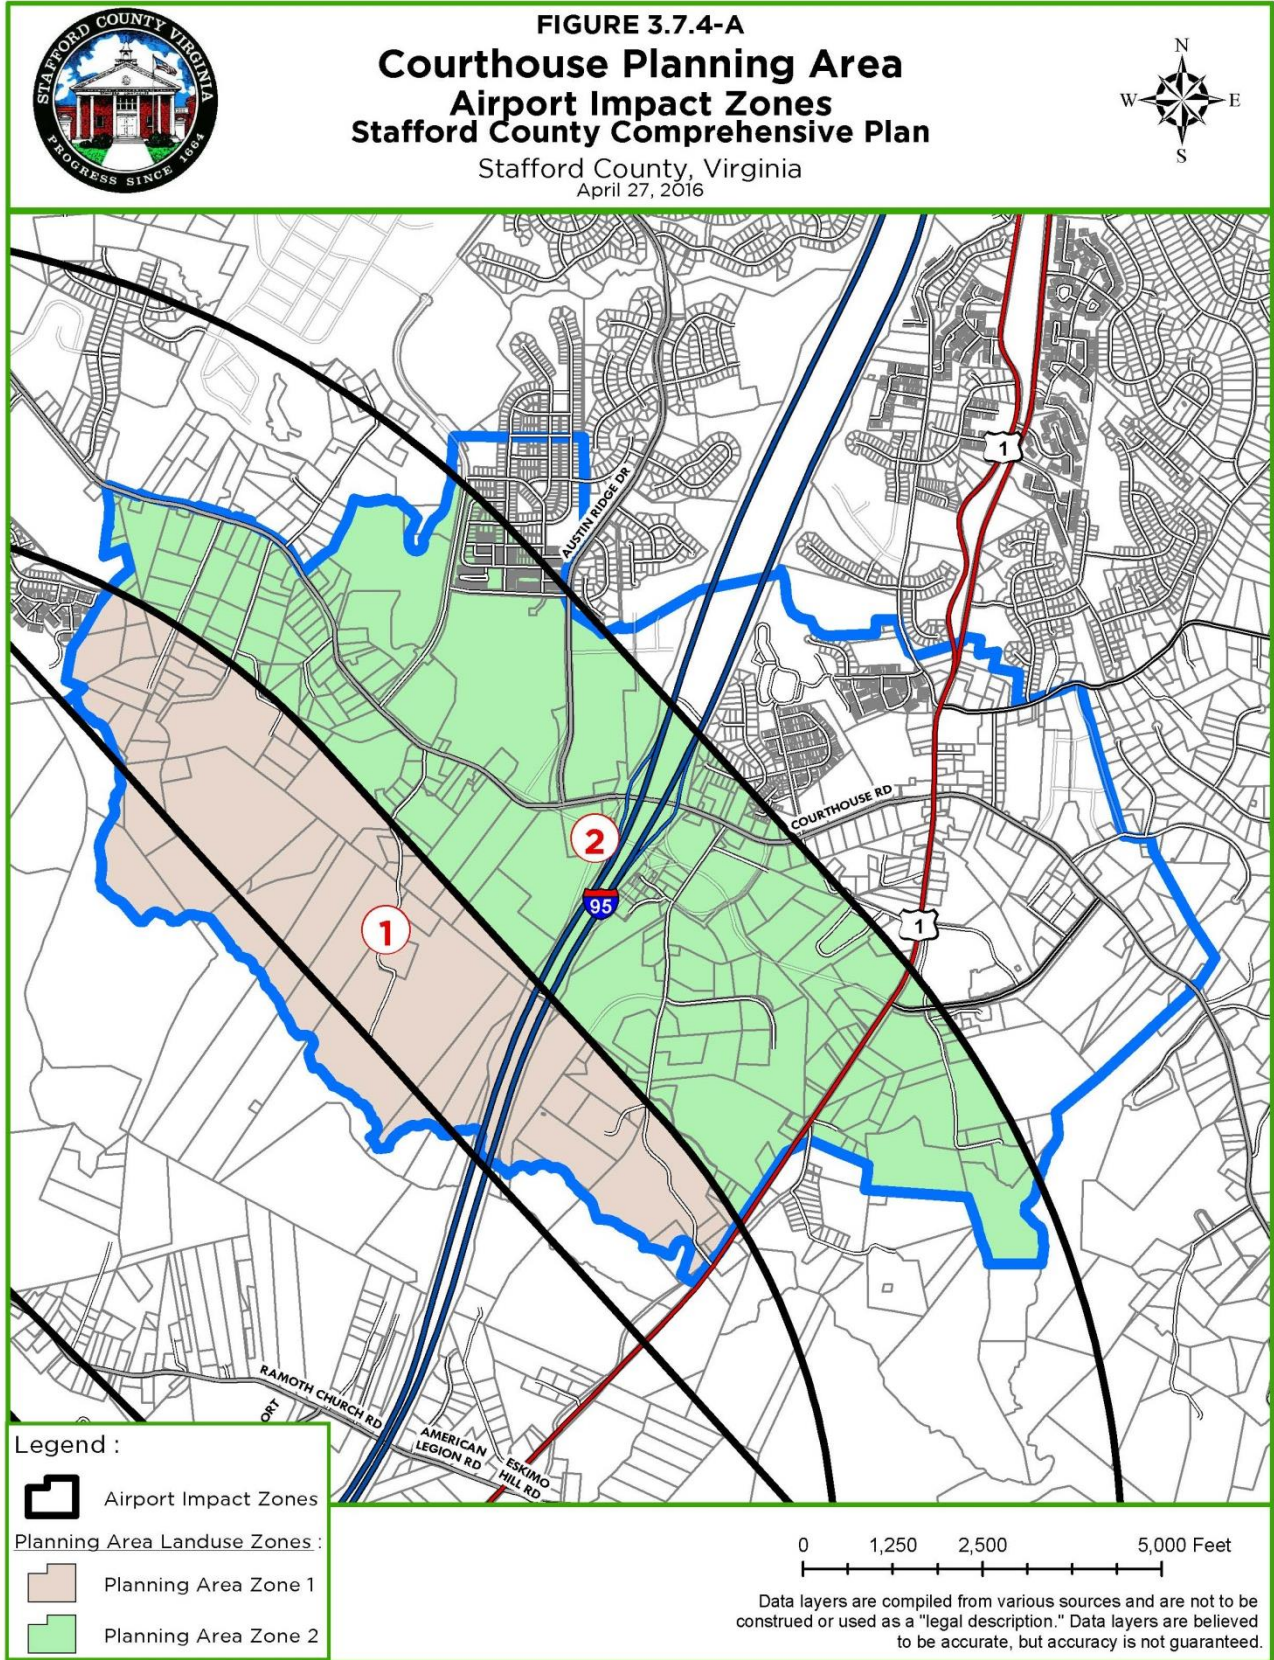 FIGURE 3.7.4-A
Courthouse Planning Area
Airport Impact Zones
Stafford County Comprehensive Plan
Stafford County, Virginia
April 27, 2016
STAFFORD COUNTY VIRGINIA
PROGRESS SINCE 1664
N
W E
S
1
AUSTIN RIDGE DR
COURTHOUSE RD
2
95
1
1
RAMOTH CHURCH RD
ORT
AMERICAN
LEGION RD
ESKIMO
HILL RD
Legend :
Airport Impact Zones
Planning Area Landuse Zones :
Planning Area Zone 1
Planning Area Zone 2
0 1,250 2,500 5,000 Feet
Data layers are compiled from various sources and are not to be
construed or used as a "legal description." Data layers are believed
to be accurate, but accuracy is not guaranteed.